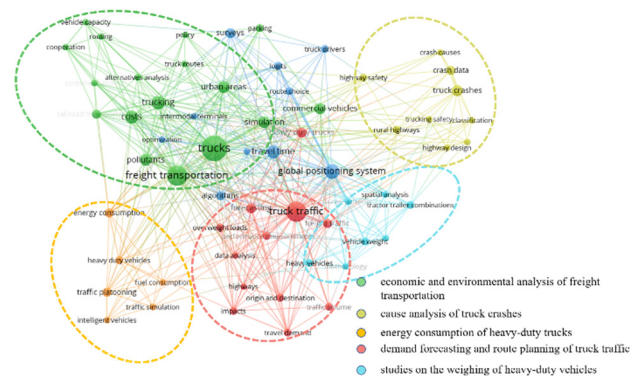 vehicle capacity
routing
cooperation
policy
surveys
parking
truck drivers
crash causes
alternatives analysis
truck routes
costs
route choice
highway safety
crash data
truck crashes
urban areas
trucking
costs
intermodal terminals
commercial vehicles
simulation
trucking safety
classification
rural highways
highway design
optimization
trucks
travel time
pollutants
freight transportation
global positioning system
algorithms
spatial analysis
tractor trailer combinations
energy consumption
forecasting
truck traffic
overweight loads
vehicle weight
data analysis
heavy vehicles
heavy duty vehicles
fuel consumption
traffic platooning
highways
origin and destination
traffic simulation
impacts
intelligent vehicles
travel demand
economic and environmental analysis of freight
transportation
cause analysis of truck crashes
energy consumption of heavy-duty trucks
demand forecasting and route planning of truck traffic
studies on the weighing of heavy-duty vehicles